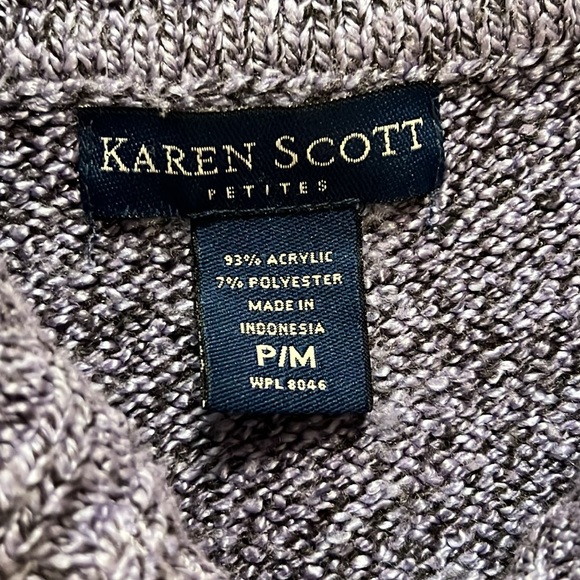 KAREN SCOTT
PETITES
93% ACRYLIC
7% POLYESTER
MADE IN
INDONESIA
P/M
WPL 8046